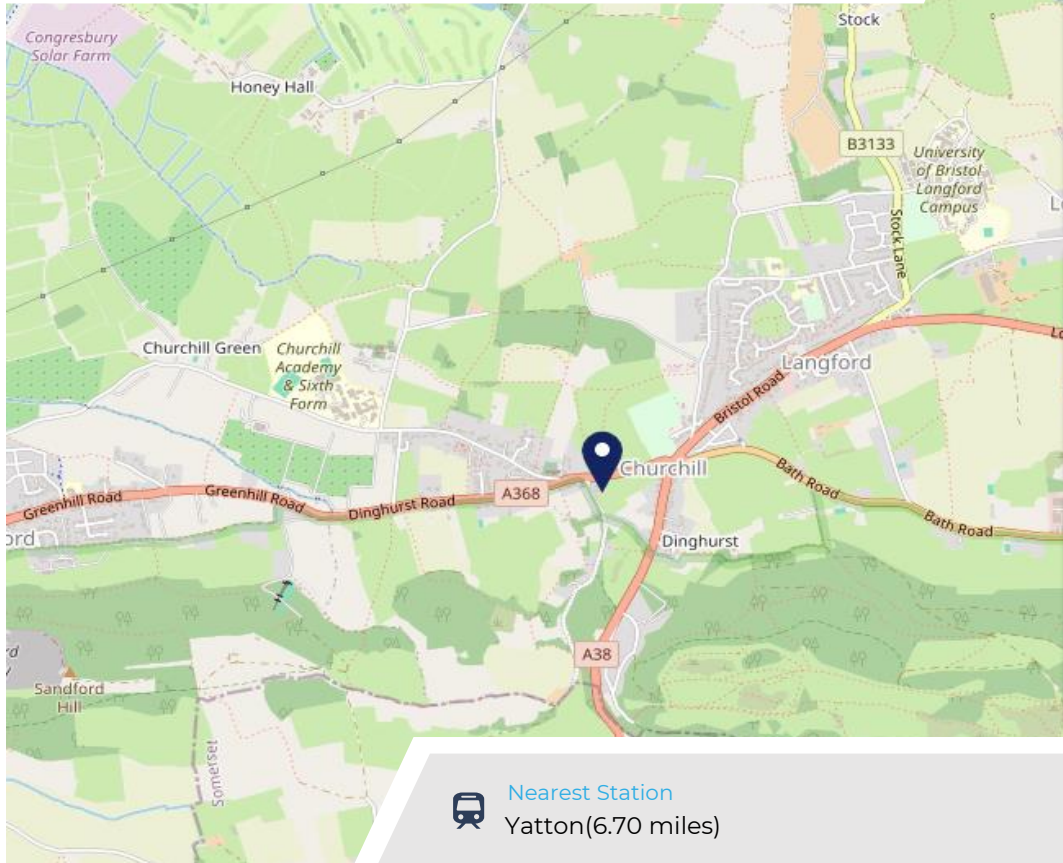 Congresbury
Solar Farm
Stock
Honey Hall
B3133
University
of Bristol
Langford
Campus
Stock Lane
Churchill Green
Churchill
Academy
& Sixth
Form
Langford
Bristol Road
Churchill
Bath Road
Bath Road
Greenhill Road
Greenhill Road
Dinghurst Road
A368
ord
Dinghurst
A38
Sandford
Hill
Somerset
Nearest Station
Yatton(6.70 miles)